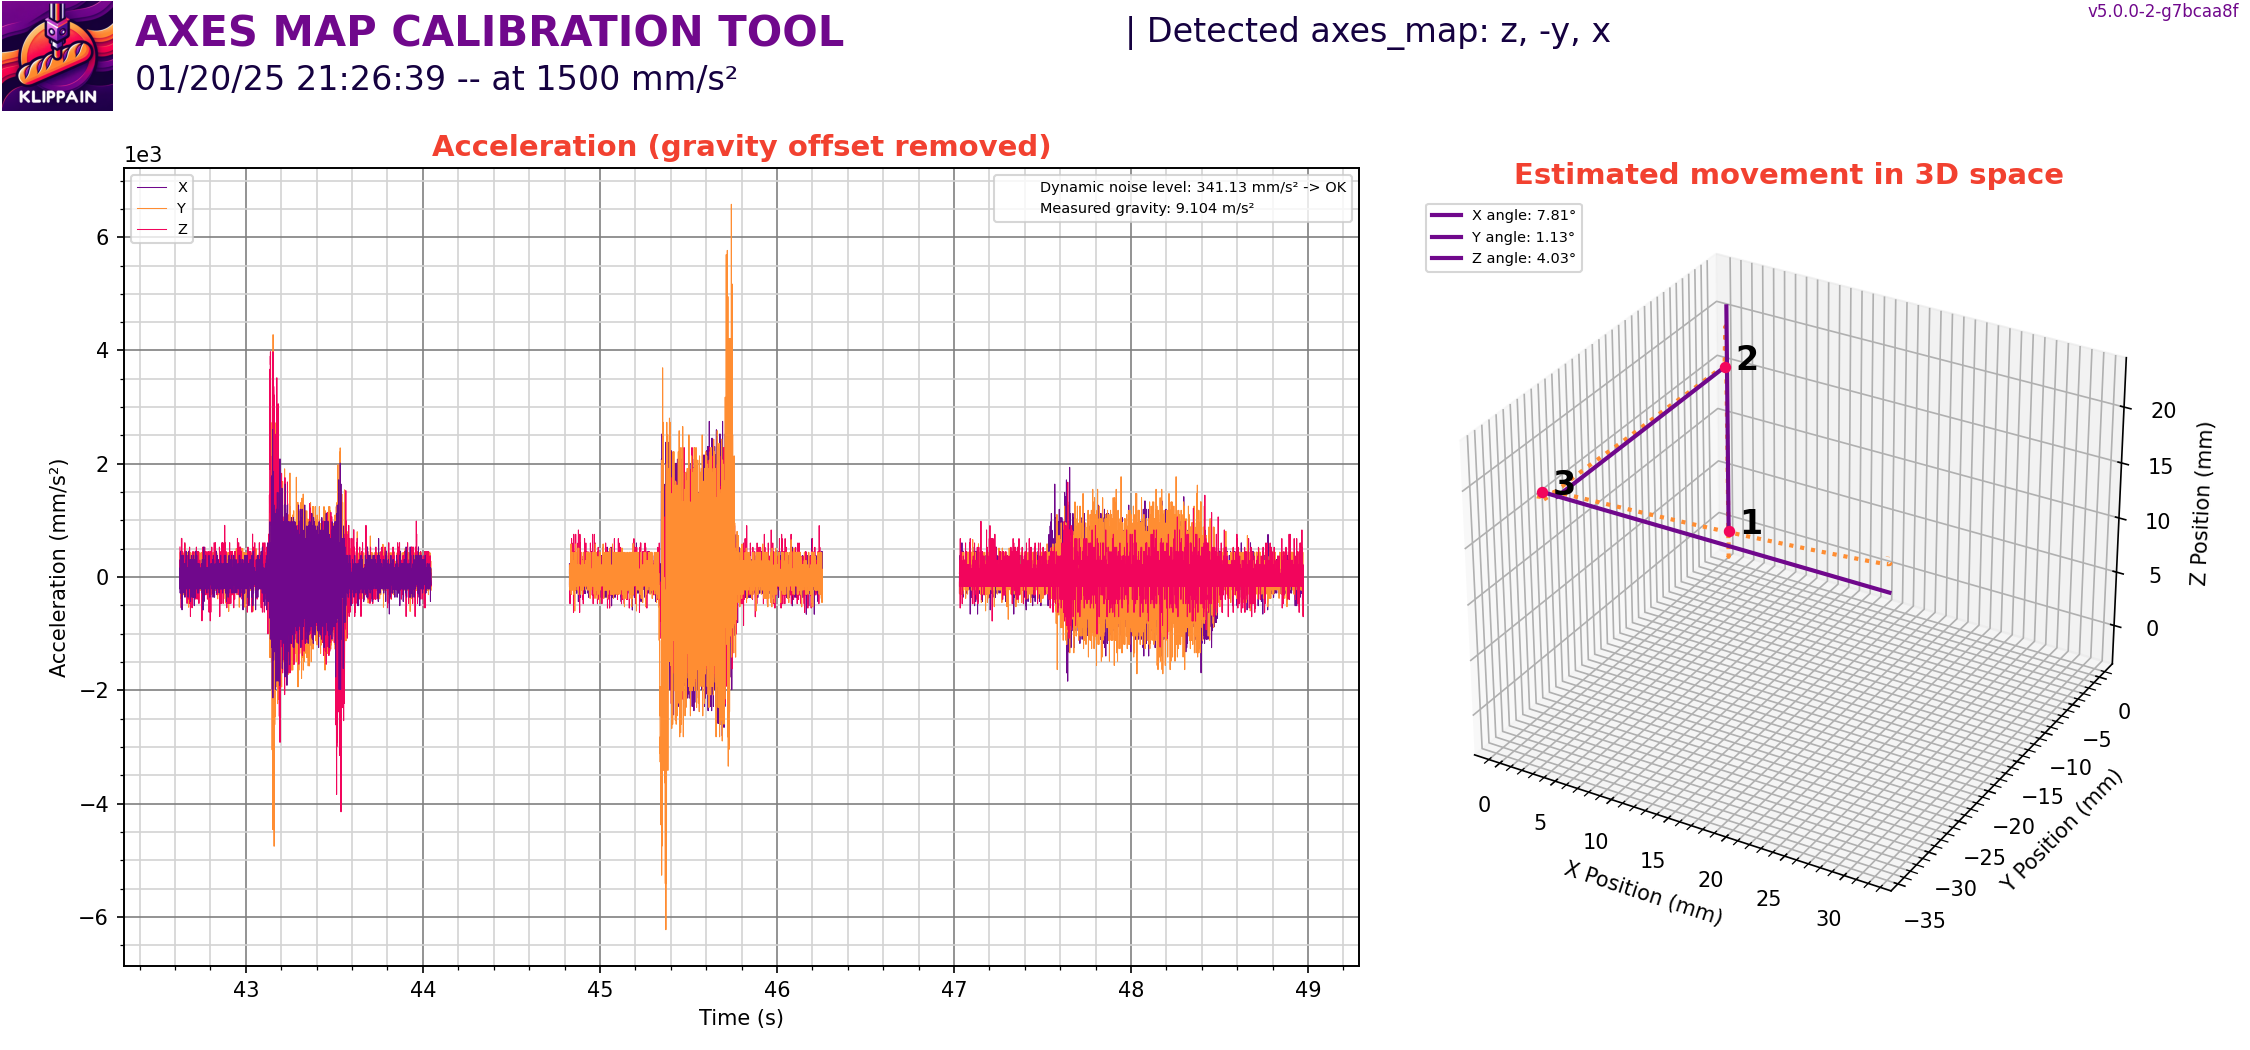 KLIPPAIN
AXES MAP CALIBRATION TOOL
01/20/25 21:26:39 -- at 1500 mm/s²
| Detected axes_map: z, -y, x
v5.0.0-2-g7bcaa8f
Acceleration (gravity offset removed)
1e3
X
Y
Z
Dynamic noise level: 341.13 mm/s² -> OK
Measured gravity: 9.104 m/s²
6
4
2
0
−2
−4
−6
Acceleration (mm/s²)
43 44 45 46 47 48 49
Time (s)
Estimated movement in 3D space
X angle: 7.81°
Y angle: 1.13°
Z angle: 4.03°
2
3
1
20
15
10
5
0
Z Position (mm)
0
−5
−10
−15
−20
−25
−30
−35
Y Position (mm)
0
5
10
15
20
25
30
X Position (mm)